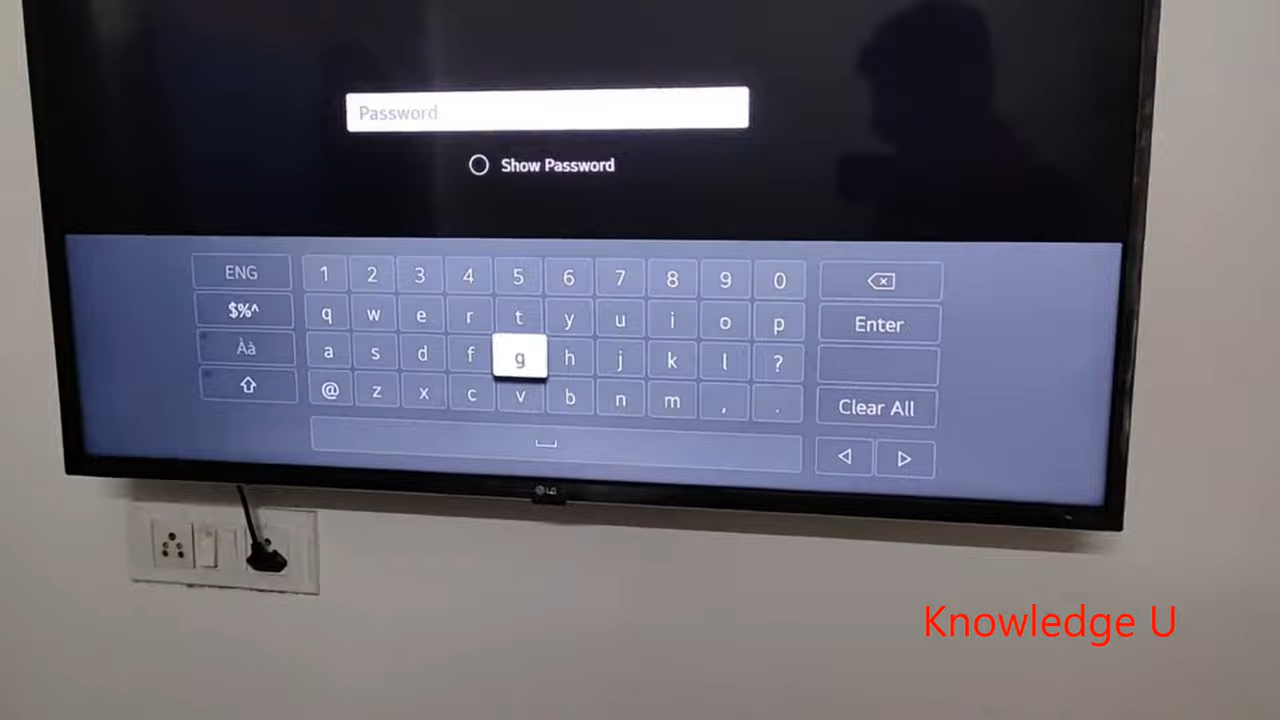 Password
Show Password
ENG 1 2 3 4 5 6 7 8 9 0
$%^ q w e r t y u i o p Enter
Àà a s d f g h j k l ?
@ z x c v b n m , . Clear All
LG
Knowledge U